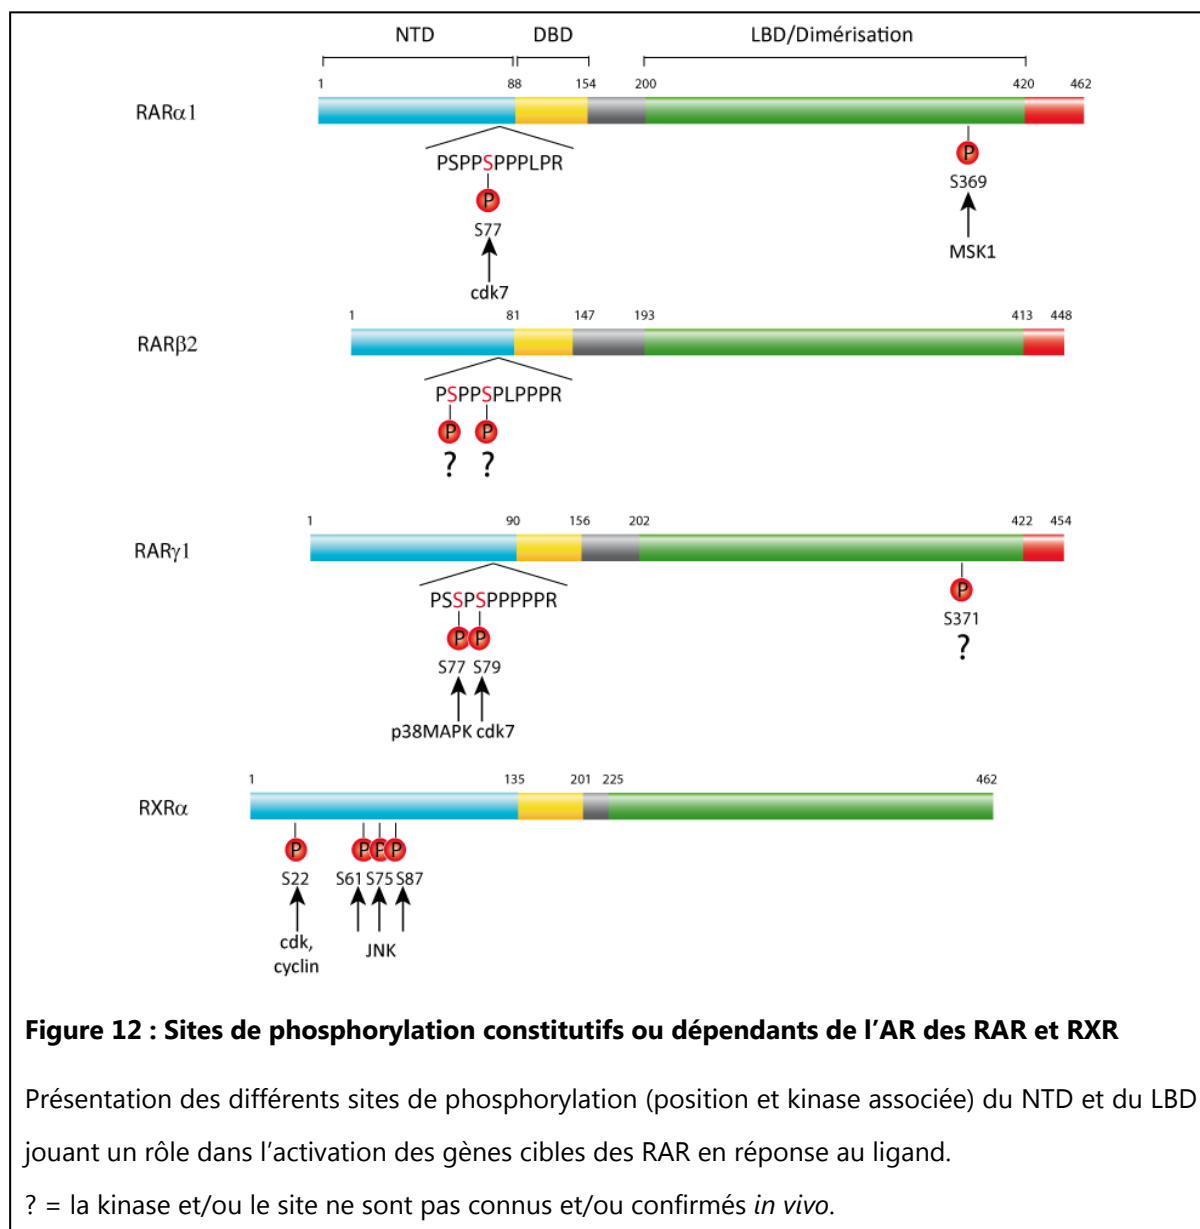 NTD DBD LBD/Dimérisation
1 88 154 200 420 462
RARα1
PSPPSPPPLPR
P P
S77 S369
cdk7 MSK1
1 81 147 193 413 448
RARβ2
PSPPSPLPPPR
P P
? ?
1 90 156 202 422 454
RARγ1
PSSPSPPPPPR
P P P
S77 S79 S371
?
p38MAPK cdk7
1 135 201 225 462
RXRα
P P P P
S22 S61 S75 S87
cdk, JNK
cyclin
Figure 12 : Sites de phosphorylation constitutifs ou dépendants de l’AR des RAR et RXR
Présentation des différents sites de phosphorylation (position et kinase associée) du NTD et du LBD
jouant un rôle dans l’activation des gènes cibles des RAR en réponse au ligand.
? = la kinase et/ou le site ne sont pas connus et/ou confirmés in vivo.